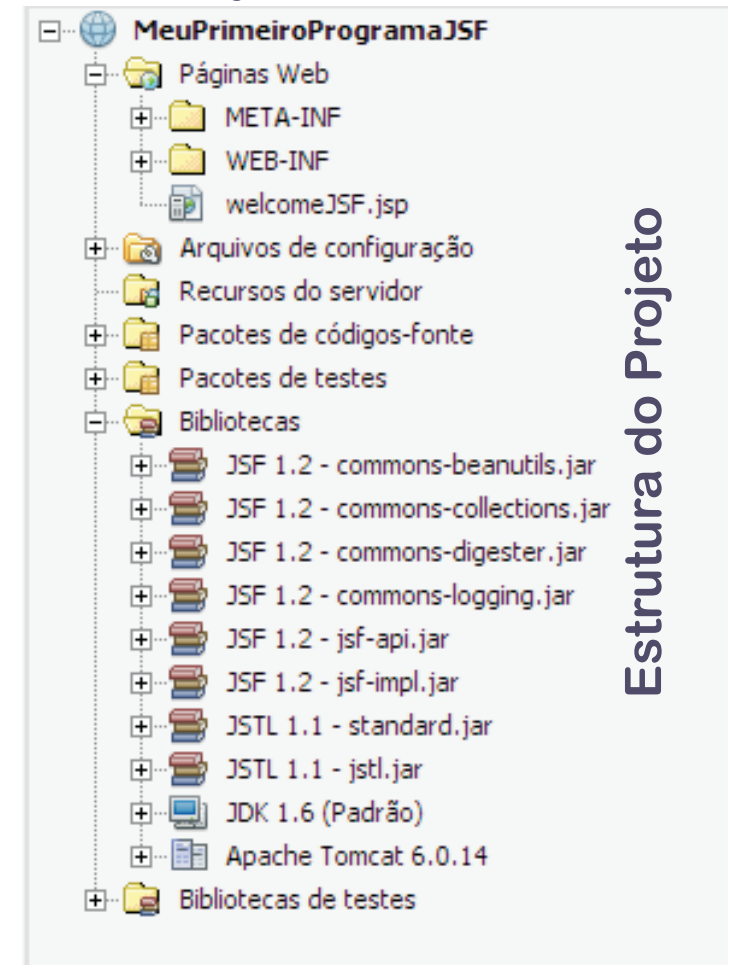 MeuPrimeiroProgramaJSF
Páginas Web
META-INF
WEB-INF
welcomeJSF.jsp
Arquivos de configuração
Recursos do servidor
Pacotes de códigos-fonte
Pacotes de testes
Bibliotecas
JSF 1.2 - commons-beanutils.jar
JSF 1.2 - commons-collections.jar
JSF 1.2 - commons-digester.jar
JSF 1.2 - commons-logging.jar
JSF 1.2 - jsf-api.jar
JSF 1.2 - jsf-impl.jar
JSTL 1.1 - standard.jar
JSTL 1.1 - jstl.jar
JDK 1.6 (Padrão)
Apache Tomcat 6.0.14
Bibliotecas de testes
Estrutura do Projeto